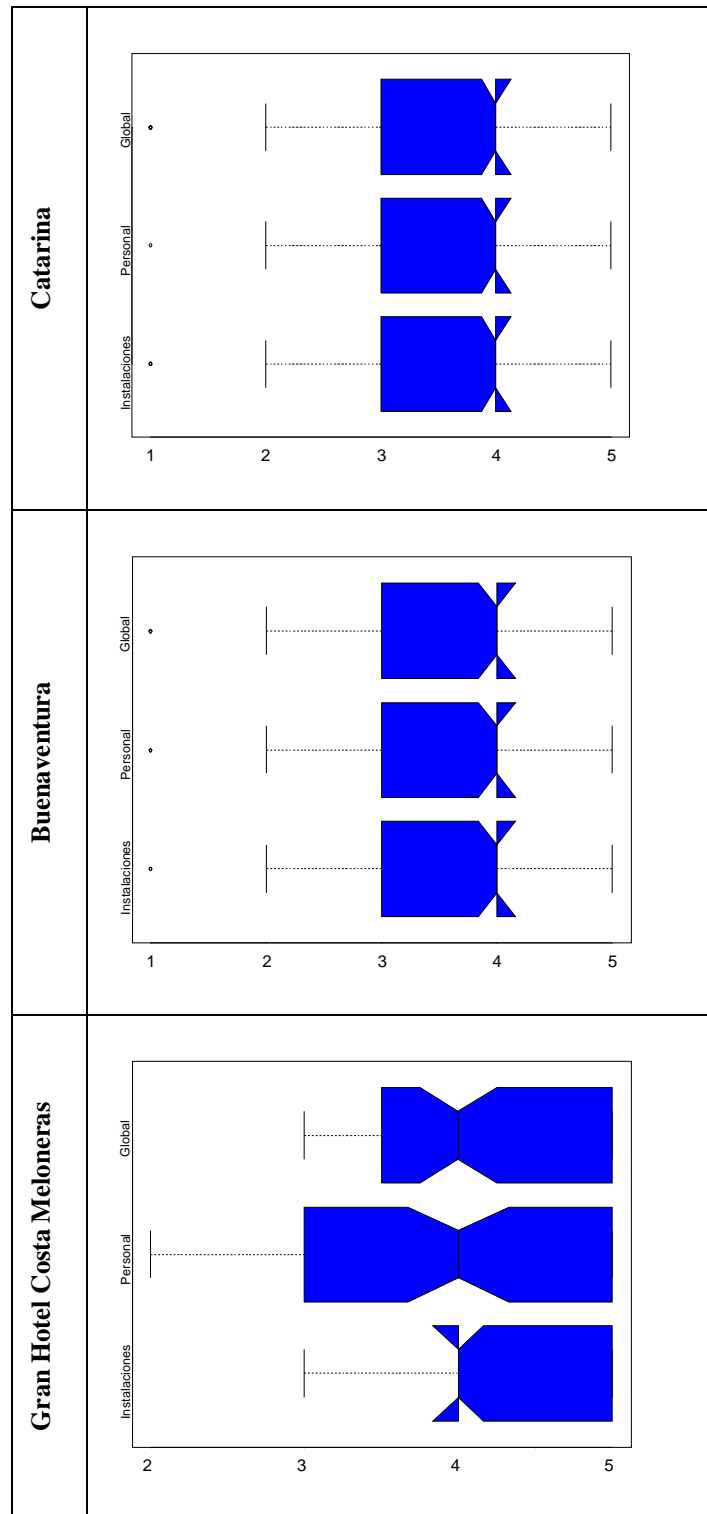 Catarina
Global
Personal
Instalaciones
1 2 3 4 5
Buenaventura
Global
Personal
Instalaciones
1 2 3 4 5
Gran Hotel Costa Meloneras
Global
Personal
Instalaciones
2 3 4 5